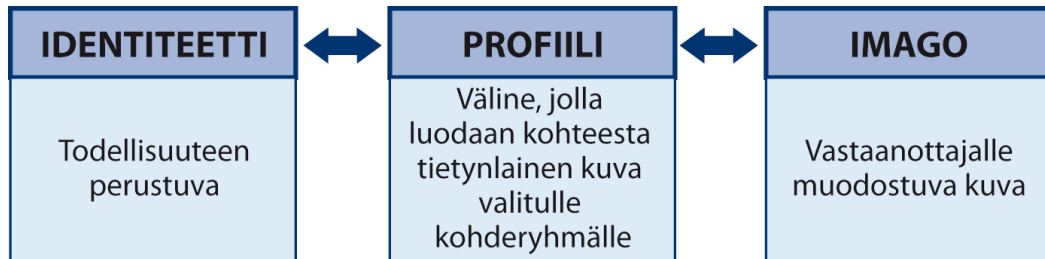 IDENTITEETTI
Todellisuuteen
perustuva
PROFIILI
Väline, jolla
luodaan kohteesta
tietynlainen kuva
valitulle
kohderyhmälle
IMAGO
Vastaanottajalle
muodostuva kuva